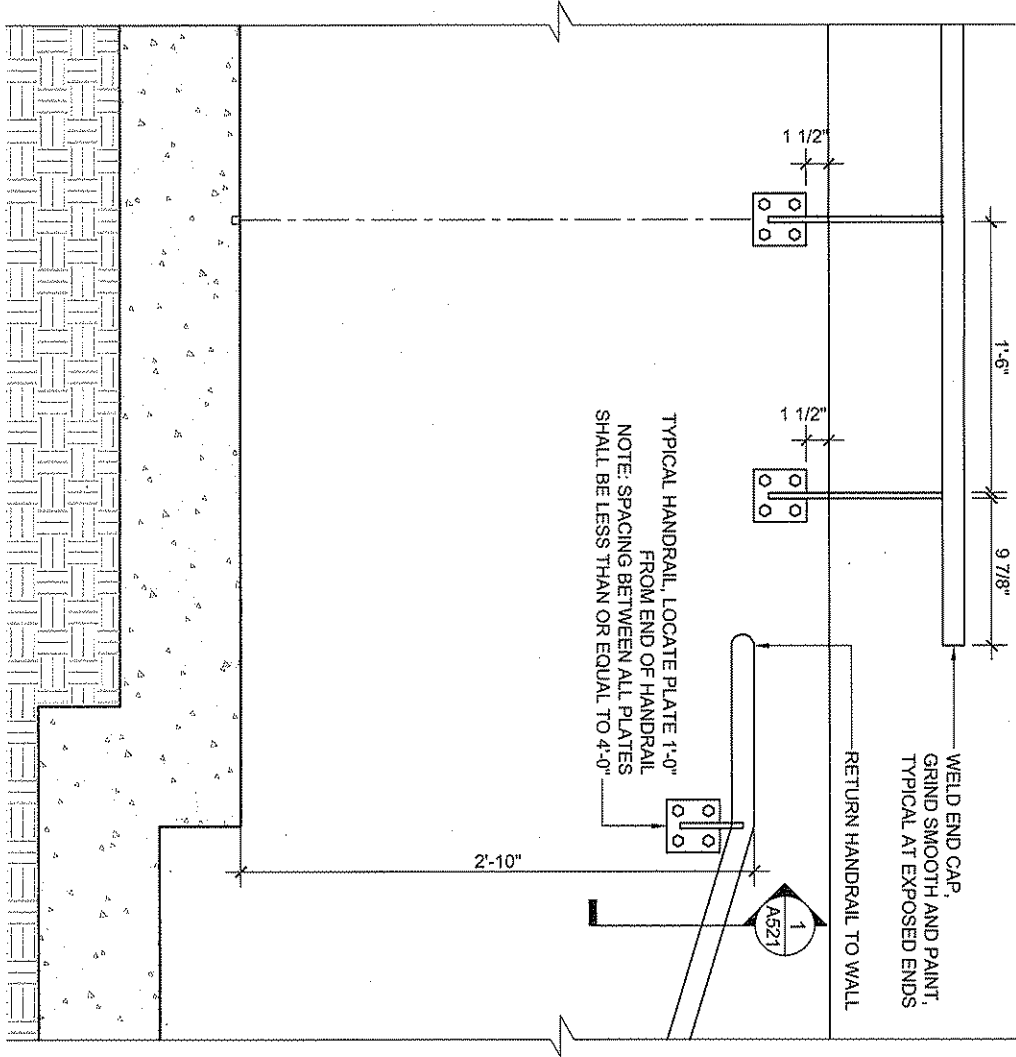 1'-6"
9 7/8"
1 1/2"
1 1/2"
WELD END CAP,
GRIND SMOOTH AND PAINT,
TYPICAL AT EXPOSED ENDS
RETURN HANDRAIL TO WALL
1
A521
TYPICAL HANDRAIL, LOCATE PLATE 1'-0"
FROM END OF HANDRAIL
NOTE: SPACING BETWEEN ALL PLATES
SHALL BE LESS THAN OR EQUAL TO 4'-0"
2'-10"